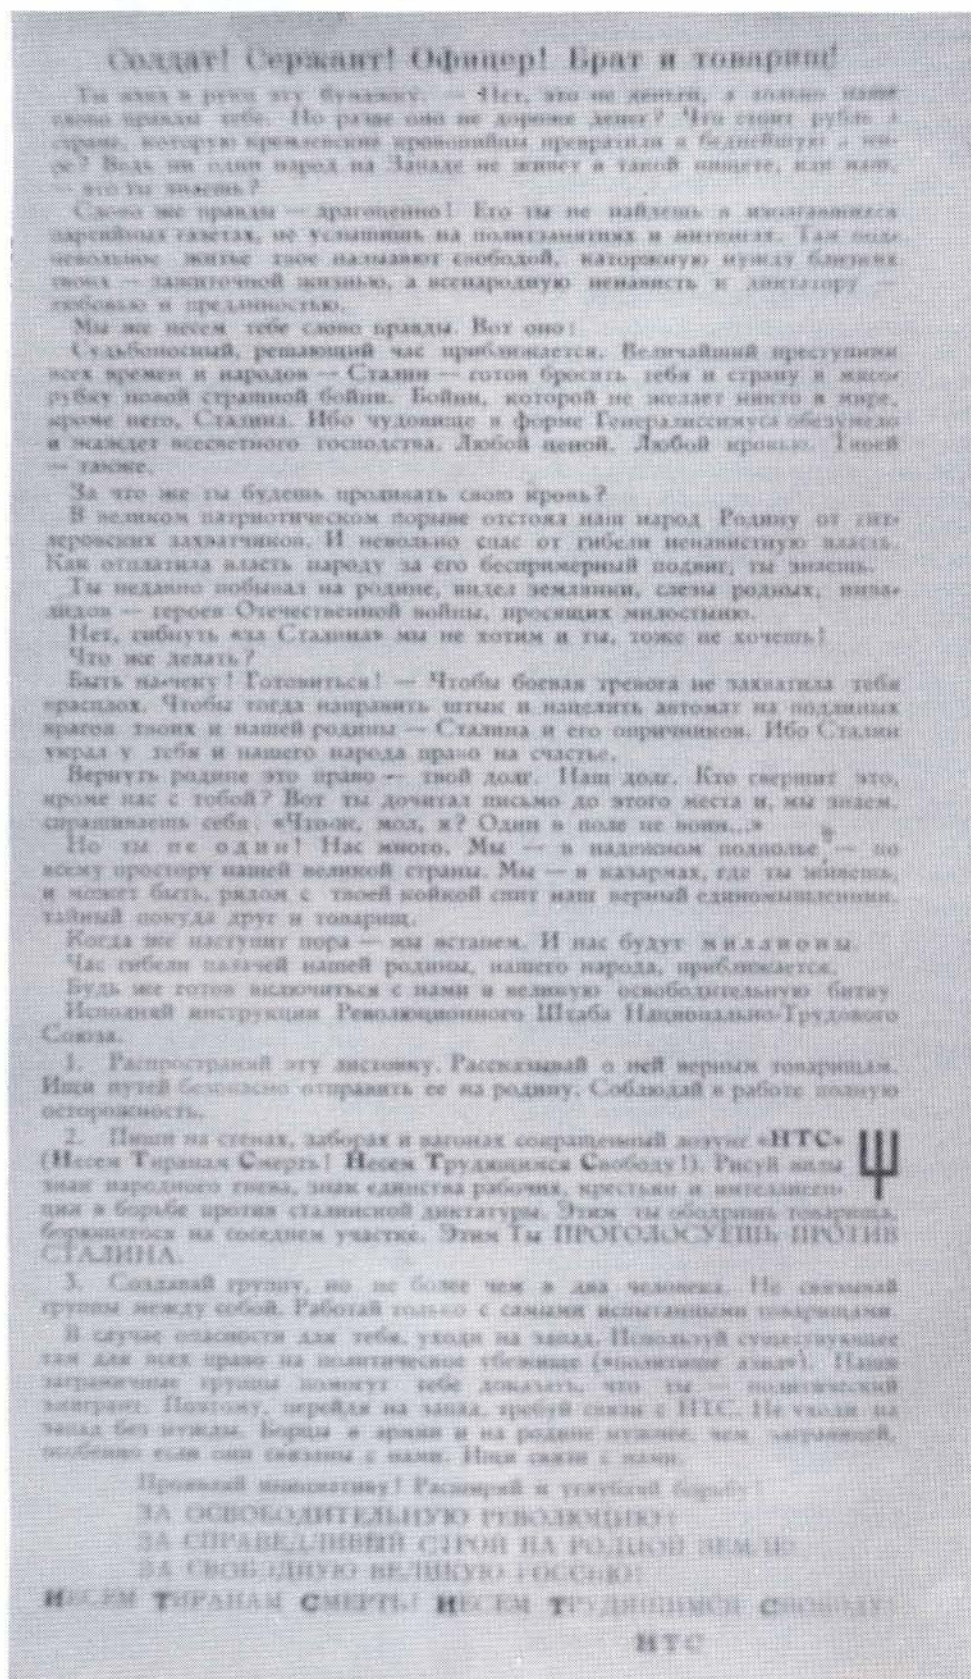 Солдат! Сержант! Офицер! Брат и товарищ!
Ты взял в руки эту бумажку. — Нет, это не деньги, а только наше
слово правды тебе. Но разве оно не дороже денег? Что стоит рубль в
стране, которую кремлевские кровопийцы превратили в беднейшую в ми-
ре? Ведь ни один народ на Западе не живет в такой нищете, как наш,
— это ты знаешь?
Слово же правды — драгоценно! Его ты не найдешь в изолгавшихся
партийных газетах, не услышишь на политзанятиях и митингах. Там под-
невольное житье твое называют свободой, каторжную нужду близких
твоих — зажиточной жизнью, а всенародную ненависть к диктатору —
любовью и преданностью.
Мы же несем тебе слово правды. Вот оно:
Судьбоносный, решающий час приближается. Величайший преступник
всех времен и народов — Сталин — готов бросить тебя и страну в мясо-
рубку новой страшной бойни. Бойни, которой не желает никто в мире,
кроме него, Сталина. Ибо чудовище в форме Генералиссимуса обезумело
и жаждет всесветного господства. Любой ценой. Любой кровью. Твоей
— также.
За что же ты будешь проливать свою кровь?
В великом патриотическом порыве отстоял наш народ Родину от гит-
леровских захватчиков. И невольно спас от гибели ненавистную власть.
Как отплатила власть народу за его беспримерный подвиг, ты знаешь.
Ты недавно побывал на родине, видел землянки, слезы родных, инва-
лидов — героев Отечественной войны, просящих милостыню.
Нет, гибнуть «за Сталина» мы не хотим и ты, тоже не хочешь!
Что же делать?
Быть на-чеку! Готовиться! — Чтобы боевая тревога не захватила тебя
врасплох. Чтобы тогда направить штык и нацелить автомат на подлинных
врагов твоих и нашей родины — Сталина и его опричников. Ибо Сталин
украл у тебя и нашего народа право на счастье.
Вернуть родине это право — твой долг. Наш долг. Кто свершит это,
кроме нас с тобой? Вот ты дочитал письмо до этого места и, мы знаем,
спрашиваешь себя: «Что-ж, мол, я? Один в поле не воин...»
Но ты не один! Нас много. Мы — в надежном подполье — по
всему простору нашей великой страны. Мы — в казармах, где ты живешь,
и может быть, рядом с твоей койкой спит наш верный единомышленник,
тайный покуда друг и товарищ.
Когда же наступит пора — мы встанем. И нас будут миллионы.
Час гибели палачей нашей родины, нашего народа, приближается.
Будь же готов включиться с нами в великую освободительную битву
Исполняй инструкции Революционного Штаба Национально-Трудового
Союза.
1. Распространяй эту листовку. Рассказывай о ней верным товарищам.
Ищи путей безопасно отправить ее на родину. Соблюдай в работе полную
осторожность.
2. Пиши на стенах, заборах и вагонах сокращенный лозунг «НТС»
(Несем Тиранам Смерть! Несем Трудящимся Свободу!). Рисуй вилы
знак народного гнева, знак единства рабочих, крестьян и интеллиген-
ции в борьбе против сталинской диктатуры. Этим ты ободришь товарища,
борющегося на соседнем участке. Этим Ты ПРОГОЛОСУЕШЬ ПРОТИВ
СТАЛИНА.
3. Создавай группу, но не более чем в два человека. Не связывай
группы между собой. Работай только с самыми испытанными товарищами.
В случае опасности для тебя, уходи на запад. Используй существующее
там для всех право на политическое убежище («политише азил»). Наши
заграничные группы помогут тебе доказать, что ты — политический
эмигрант. Поэтому, перейдя на запад, требуй связи с НТС. Не уходи на
запад без нужды. Борцы в армии и на родине нужнее, чем заграницей,
особенно если они связаны с нами. Ищи связи с нами.
Проявляй инициативу! Расширяй и углубляй борьбу!
ЗА ОСВОБОДИТЕЛЬНУЮ РЕВОЛЮЦИЮ!
ЗА СПРАВЕДЛИВЫЙ СТРОЙ НА РОДНОЙ ЗЕМЛЕ!
ЗА СВОБОДНУЮ ВЕЛИКУЮ РОССИЮ!
НЕСЕМ ТИРАНАМ СМЕРТЬ! НЕСЕМ ТРУДЯЩИМСЯ СВОБОДУ!
НТС